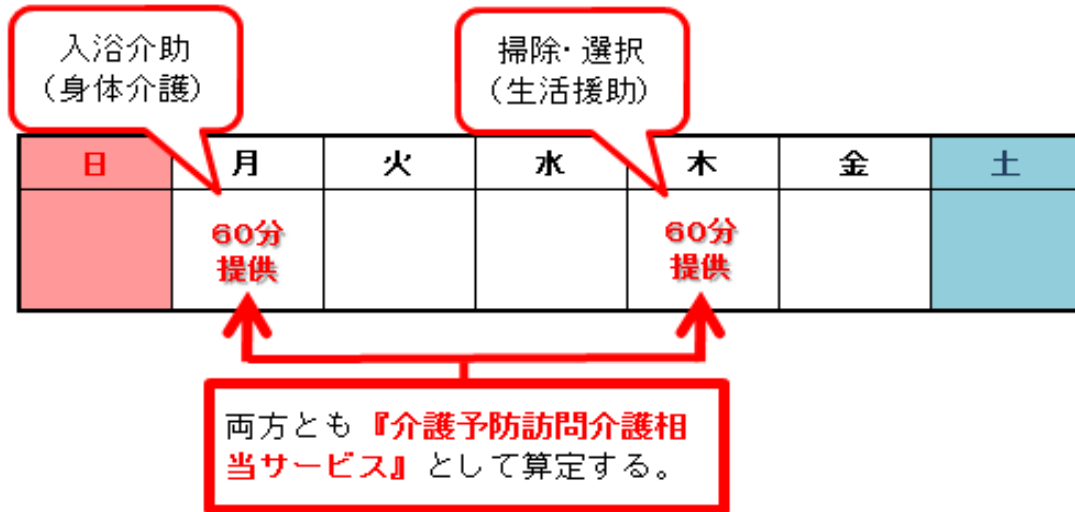 入浴介助
（身体介護）
掃除・選択
（生活援助）
日 月 火 水 木 金 土
60分
提供
60分
提供
両方とも『介護予防訪問介護相
当サービス』として算定する。